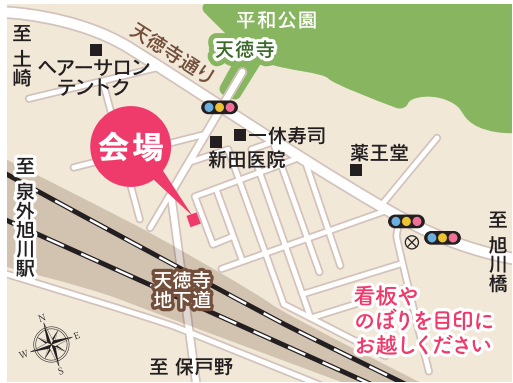 平和公園
天徳寺
天徳寺通り
至
土崎
ヘアーサロン
テントク
会場
一休寿司
新田医院
薬王堂
至
泉外旭川駅
至
旭川橋
天徳寺
地下道
看板や
のぼりを目印に
お越しください
至 保戸野
N
E
W
S